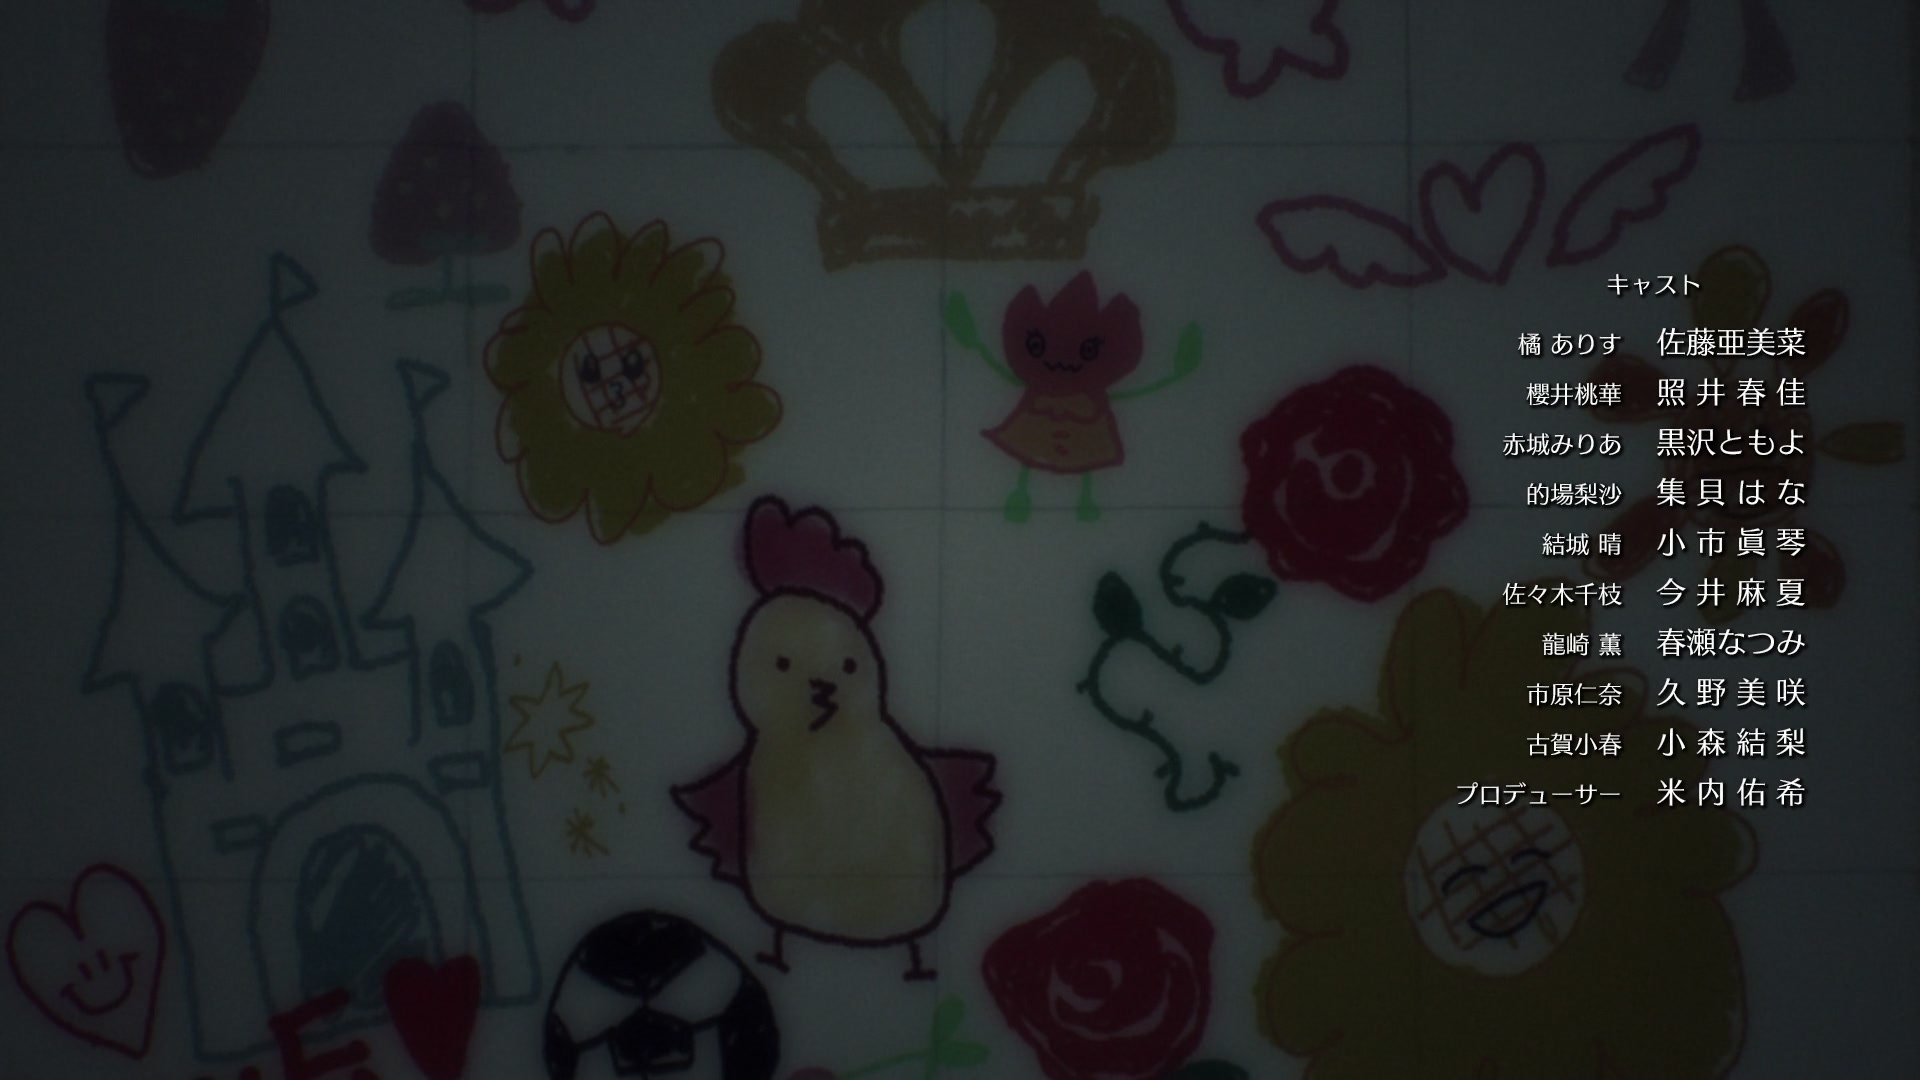 キャスト
橘 ありす 佐藤亜美菜
櫻井桃華 照井春佳
赤城みりあ 黒沢ともよ
的場梨沙 集貝はな
結城 晴 小市眞琴
佐々木千枝 今井麻夏
龍崎 薫 春瀬なつみ
市原仁奈 久野美咲
古賀小春 小森結梨
プロデューサー 米内佑希